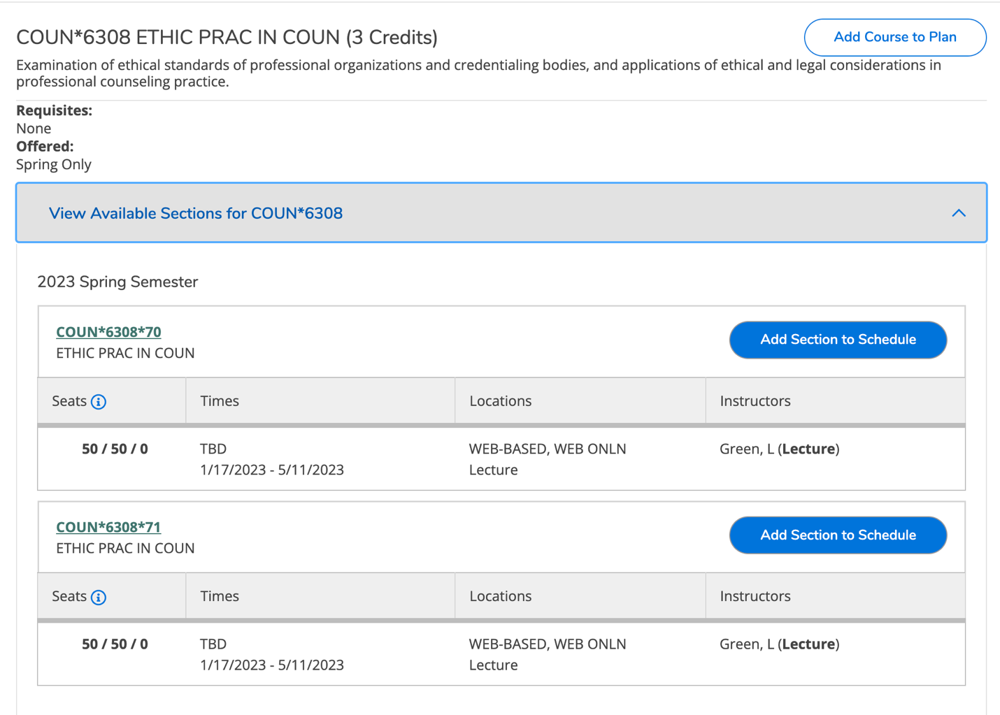 COUN*6308 ETHIC PRAC IN COUN (3 Credits)
Add Course to Plan
Examination of ethical standards of professional organizations and credentialing bodies, and applications of ethical and legal considerations in
professional counseling practice.
Requisites:
None
Offered:
Spring Only
View Available Sections for COUN*6308
2023 Spring Semester
COUN*6308*70
ETHIC PRAC IN COUN
Add Section to Schedule
Seats Times Locations Instructors
50 / 50 / 0 TBD WEB-BASED, WEB ONLN Green, L (Lecture)
1/17/2023 - 5/11/2023 Lecture
COUN*6308*71
ETHIC PRAC IN COUN
Add Section to Schedule
Seats Times Locations Instructors
50 / 50 / 0 TBD WEB-BASED, WEB ONLN Green, L (Lecture)
1/17/2023 - 5/11/2023 Lecture